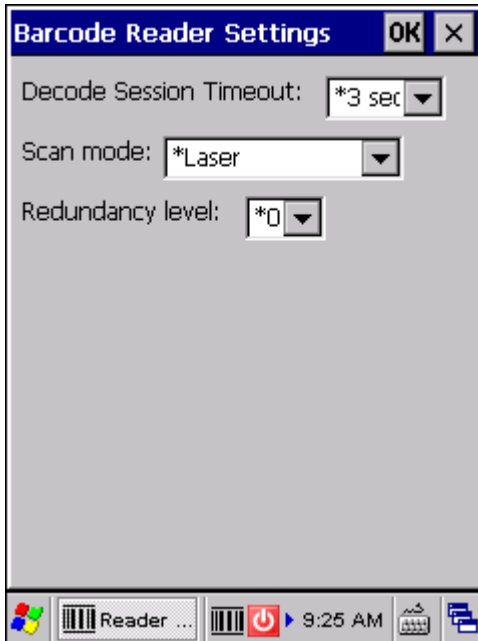 Barcode Reader Settings OK ×
Decode Session Timeout: *3 sec
Scan mode: *Laser
Redundancy level: *0
Reader ... 9:25 AM